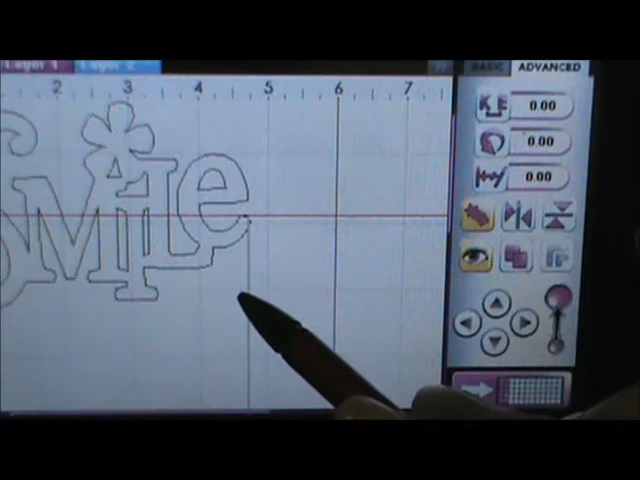 Layer 1 Layer 2
BASIC ADVANCED
2 3 4 5 6 7
0.00
0.00
0.00
Smile